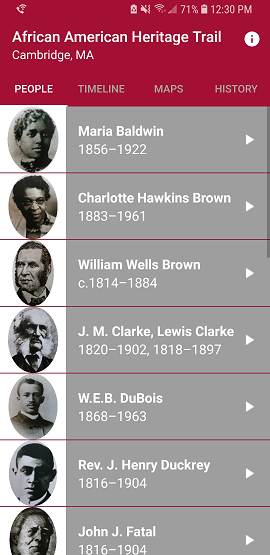 71% 12:30 PM
African American Heritage Trail
Cambridge, MA
PEOPLE TIMELINE MAPS HISTORY
Maria Baldwin
1856–1922
Charlotte Hawkins Brown
1883–1961
William Wells Brown
c.1814–1884
J. M. Clarke, Lewis Clarke
1820–1902, 1818–1897
W.E.B. DuBois
1868–1963
Rev. J. Henry Duckrey
1816–1904
John J. Fatal
1816–1904